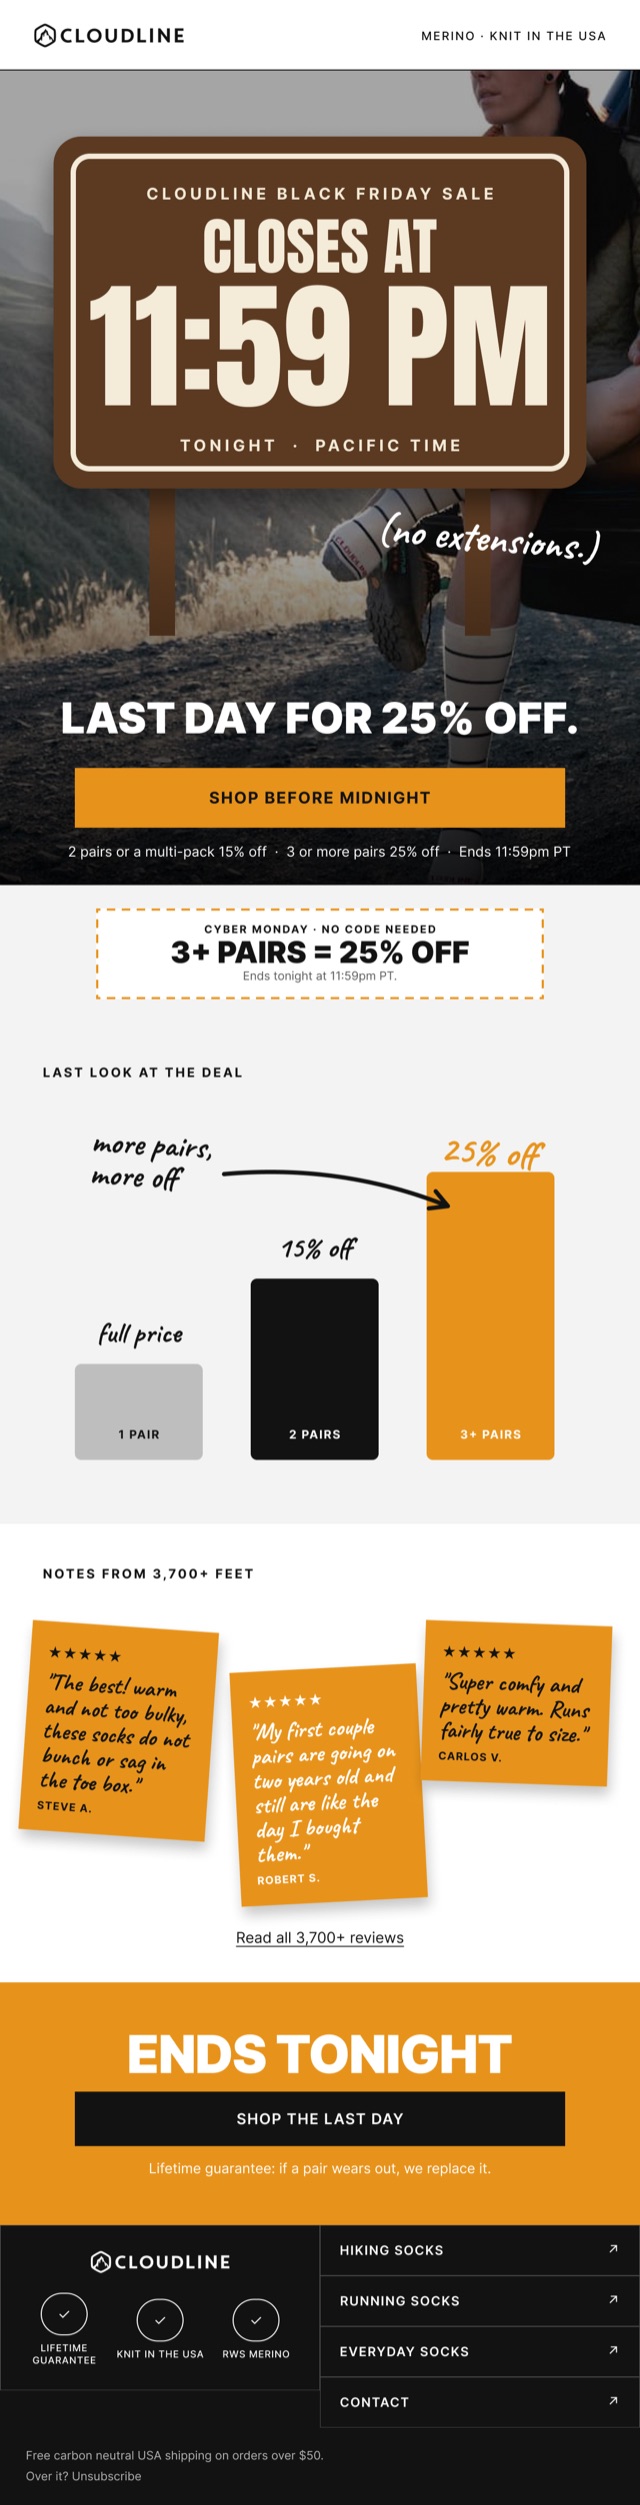 CLOUDLINE
MERINO · KNIT IN THE USA
CLOUDLINE BLACK FRIDAY SALE
CLOSES AT
11:59 PM
TONIGHT · PACIFIC TIME
(no extensions.)
LAST DAY FOR 25% OFF.
SHOP BEFORE MIDNIGHT
2 pairs or a multi-pack 15% off · 3 or more pairs 25% off · Ends 11:59pm PT
CYBER MONDAY · NO CODE NEEDED
3+ PAIRS = 25% OFF
Ends tonight at 11:59pm PT.
LAST LOOK AT THE DEAL
more pairs,
more off
25% off
15% off
full price
1 PAIR
2 PAIRS
3+ PAIRS
NOTES FROM 3,700+ FEET
★★★★★
"The best! warm
and not too bulky,
these socks do not
bunch or sag in
the toe box."
STEVE A.
★★★★★
"My first couple
pairs are going on
two years old and
still are like the
day I bought
them."
ROBERT S.
★★★★★
"Super comfy and
pretty warm. Runs
fairly true to size."
CARLOS V.
Read all 3,700+ reviews
ENDS TONIGHT
SHOP THE LAST DAY
Lifetime guarantee: if a pair wears out, we replace it.
CLOUDLINE
LIFETIME
GUARANTEE
KNIT IN THE USA
RWS MERINO
HIKING SOCKS
RUNNING SOCKS
EVERYDAY SOCKS
CONTACT
Free carbon neutral USA shipping on orders over $50.
Over it? Unsubscribe